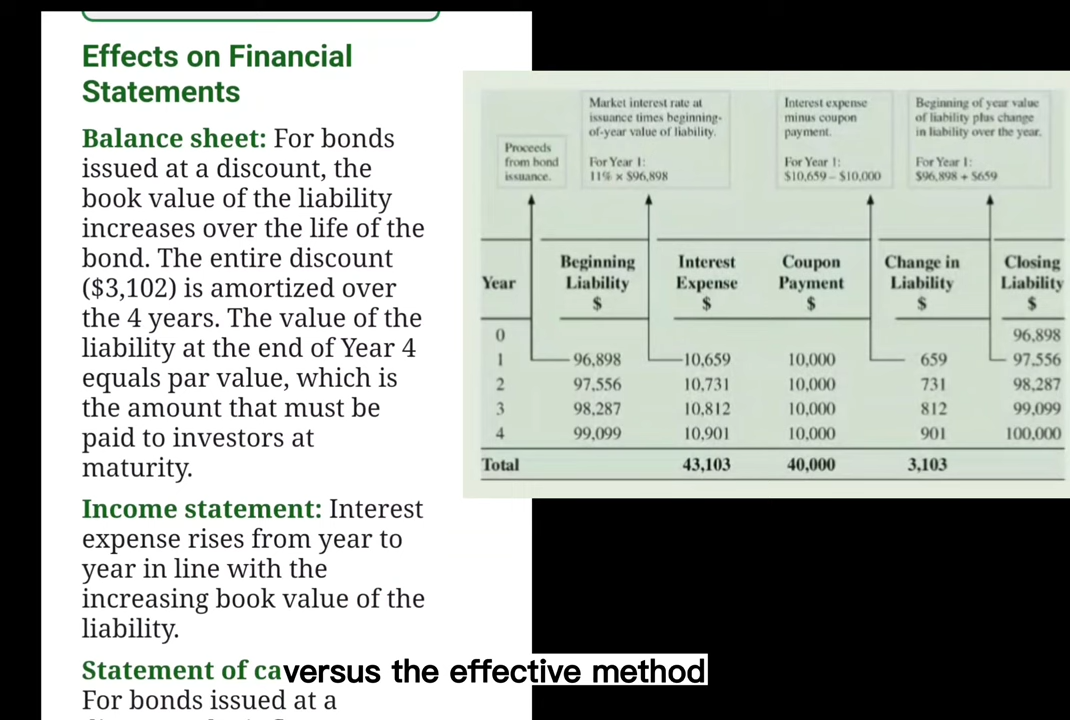 Effects on Financial
Statements
Balance sheet: For bonds
issued at a discount, the
book value of the liability
increases over the life of the
bond. The entire discount
($3,102) is amortized over
the 4 years. The value of the
liability at the end of Year 4
equals par value, which is
the amount that must be
paid to investors at
maturity.
Income statement: Interest
expense rises from year to
year in line with the
increasing book value of the
liability.
Statement of ca
For bonds issued at a
Proceeds
from bond
issuance.
Market interest rate at
issuance times beginning-
of-year value of liability.
For Year 1:
11% × $96,898
Interest expense
minus coupon
payment.
For Year 1:
$10,659 – $10,000
Beginning of year value
of liability plus change
in liability over the year.
For Year 1:
$96,898 + $659
Year Beginning Liability $ Interest Expense $ Coupon Payment $ Change in Liability $ Closing Liability $
0 96,898
1 96,898 10,659 10,000 659 97,556
2 97,556 10,731 10,000 731 98,287
3 98,287 10,812 10,000 812 99,099
4 99,099 10,901 10,000 901 100,000
Total 43,103 40,000 3,103
versus the effective method